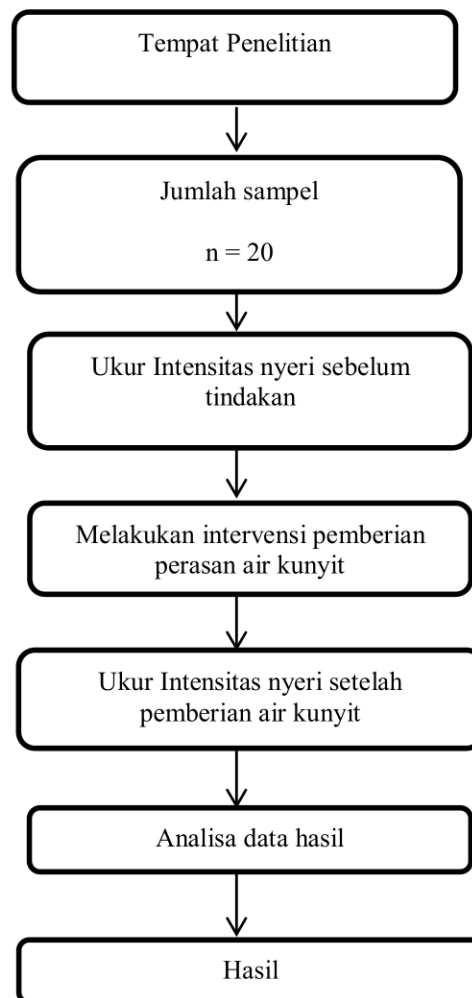 Tempat Penelitian
Jumlah sampel
n = 20
Ukur Intensitas nyeri sebelum
tindakan
Melakukan intervensi pemberian
perasan air kunyit
Ukur Intensitas nyeri setelah
pemberian air kunyit
Analisa data hasil
Hasil